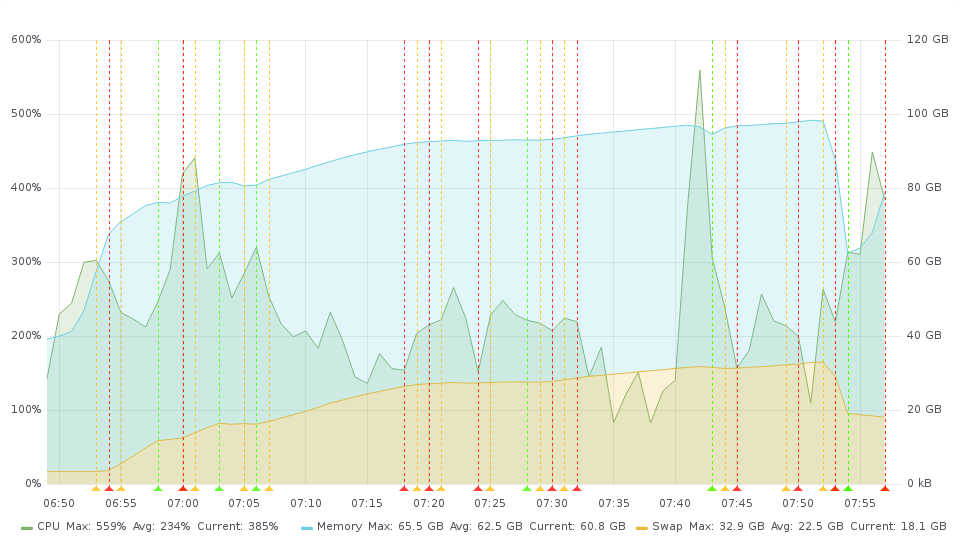 600% 120 GB
500% 100 GB
400% 80 GB
300% 60 GB
200% 40 GB
100% 20 GB
0% 0 kB
06:50 06:55 07:00 07:05 07:10 07:15 07:20 07:25 07:30 07:35 07:40 07:45 07:50 07:55
CPU Max: 559% Avg: 234% Current: 385% Memory Max: 65.5 GB Avg: 62.5 GB Current: 60.8 GB Swap Max: 32.9 GB Avg: 22.5 GB Current: 18.1 GB